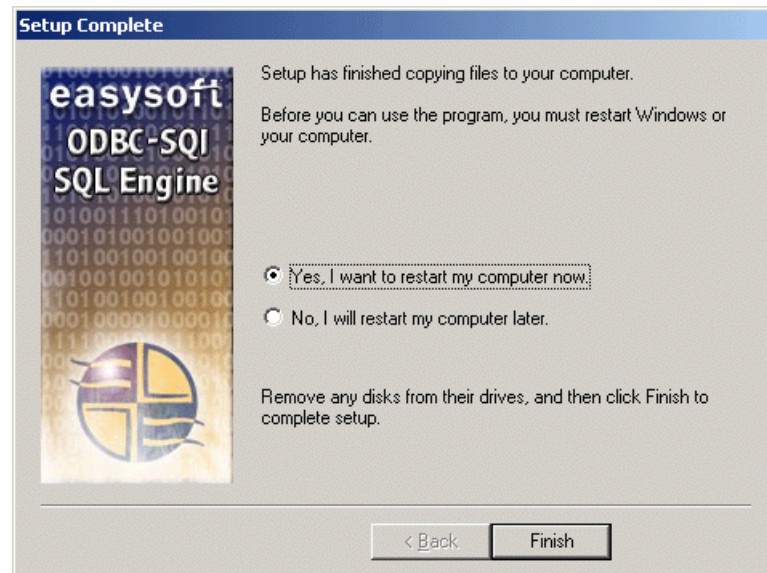 Setup Complete
easysoft
ODBC-SQI
SQL Engine
Setup has finished copying files to your computer.
Before you can use the program, you must restart Windows or
your computer.
Yes, I want to restart my computer now.
No, I will restart my computer later.
Remove any disks from their drives, and then click Finish to
complete setup.
< Back
Finish